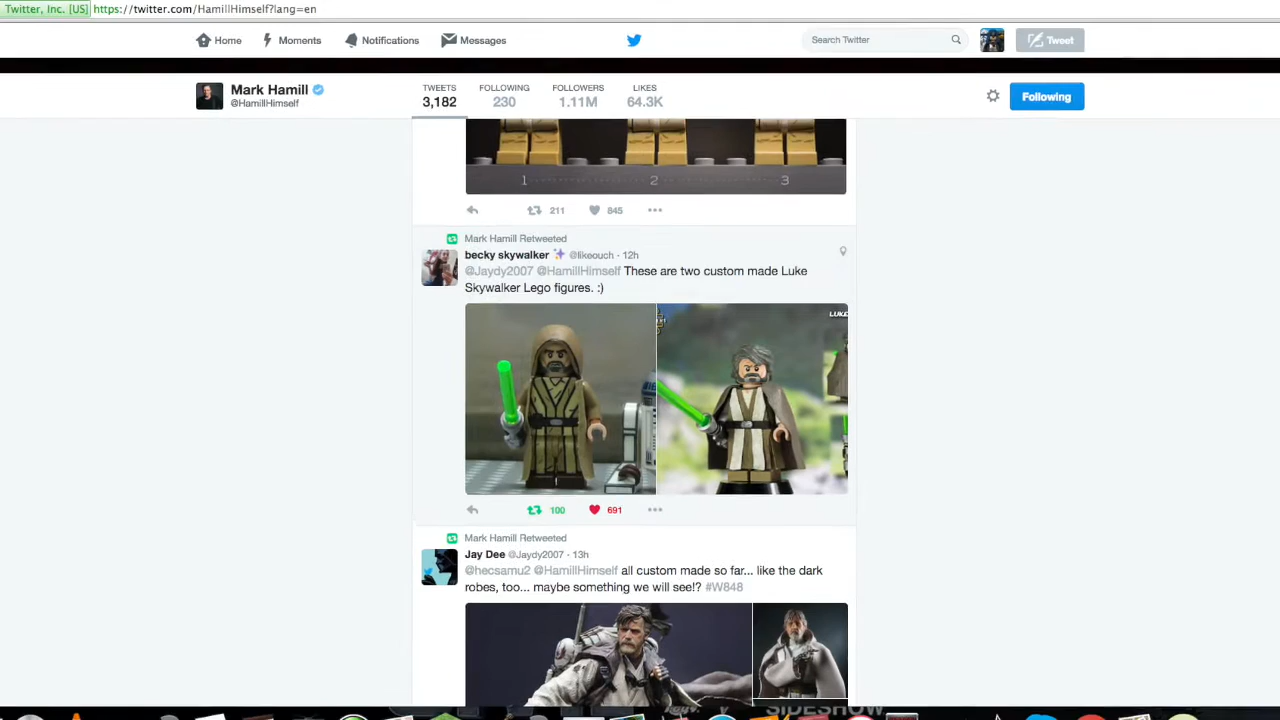 Twitter, Inc. [US] https://twitter.com/HamillHimself?lang=en
Home Moments Notifications Messages Search Twitter Tweet
Mark Hamill
@HamillHimself
TWEETS FOLLOWING FOLLOWERS LIKES
3,182 230 1.11M 64.3K
Following
1 2 3
211 845
Mark Hamill Retweeted
becky skywalker @likeouch · 12h
@Jaydy2007 @HamillHimself These are two custom made Luke
Skywalker Lego figures. :)
LUKE
100 691
Mark Hamill Retweeted
Jay Dee @Jaydy2007 · 13h
@hecsamu2 @HamillHimself all custom made so far... like the dark
robes, too... maybe something we will see!? #W848
SIDESHOW